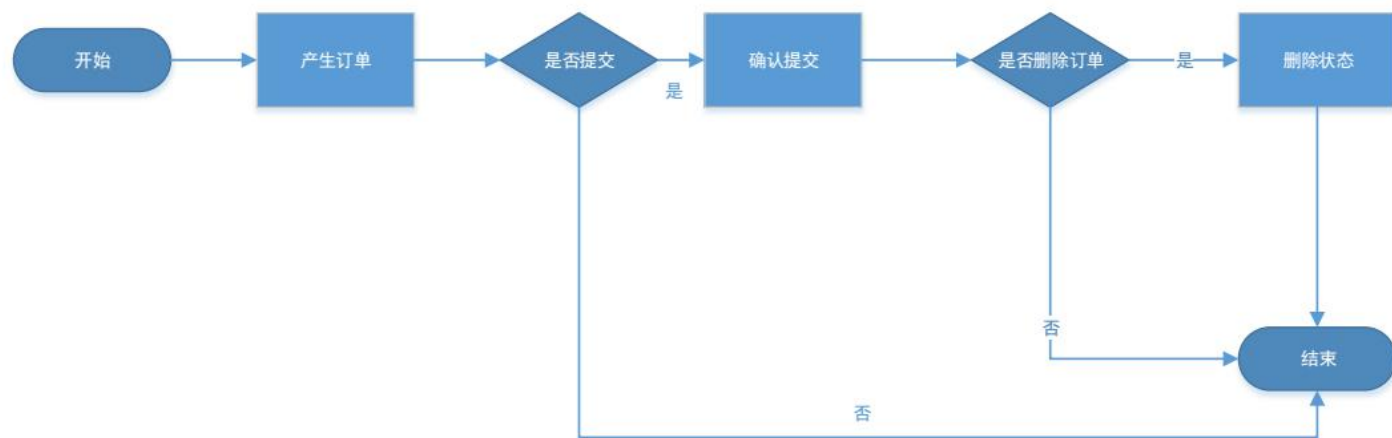 开始
产生订单
是否提交
是
确认提交
是否删除订单
是
删除状态
否
结束
否